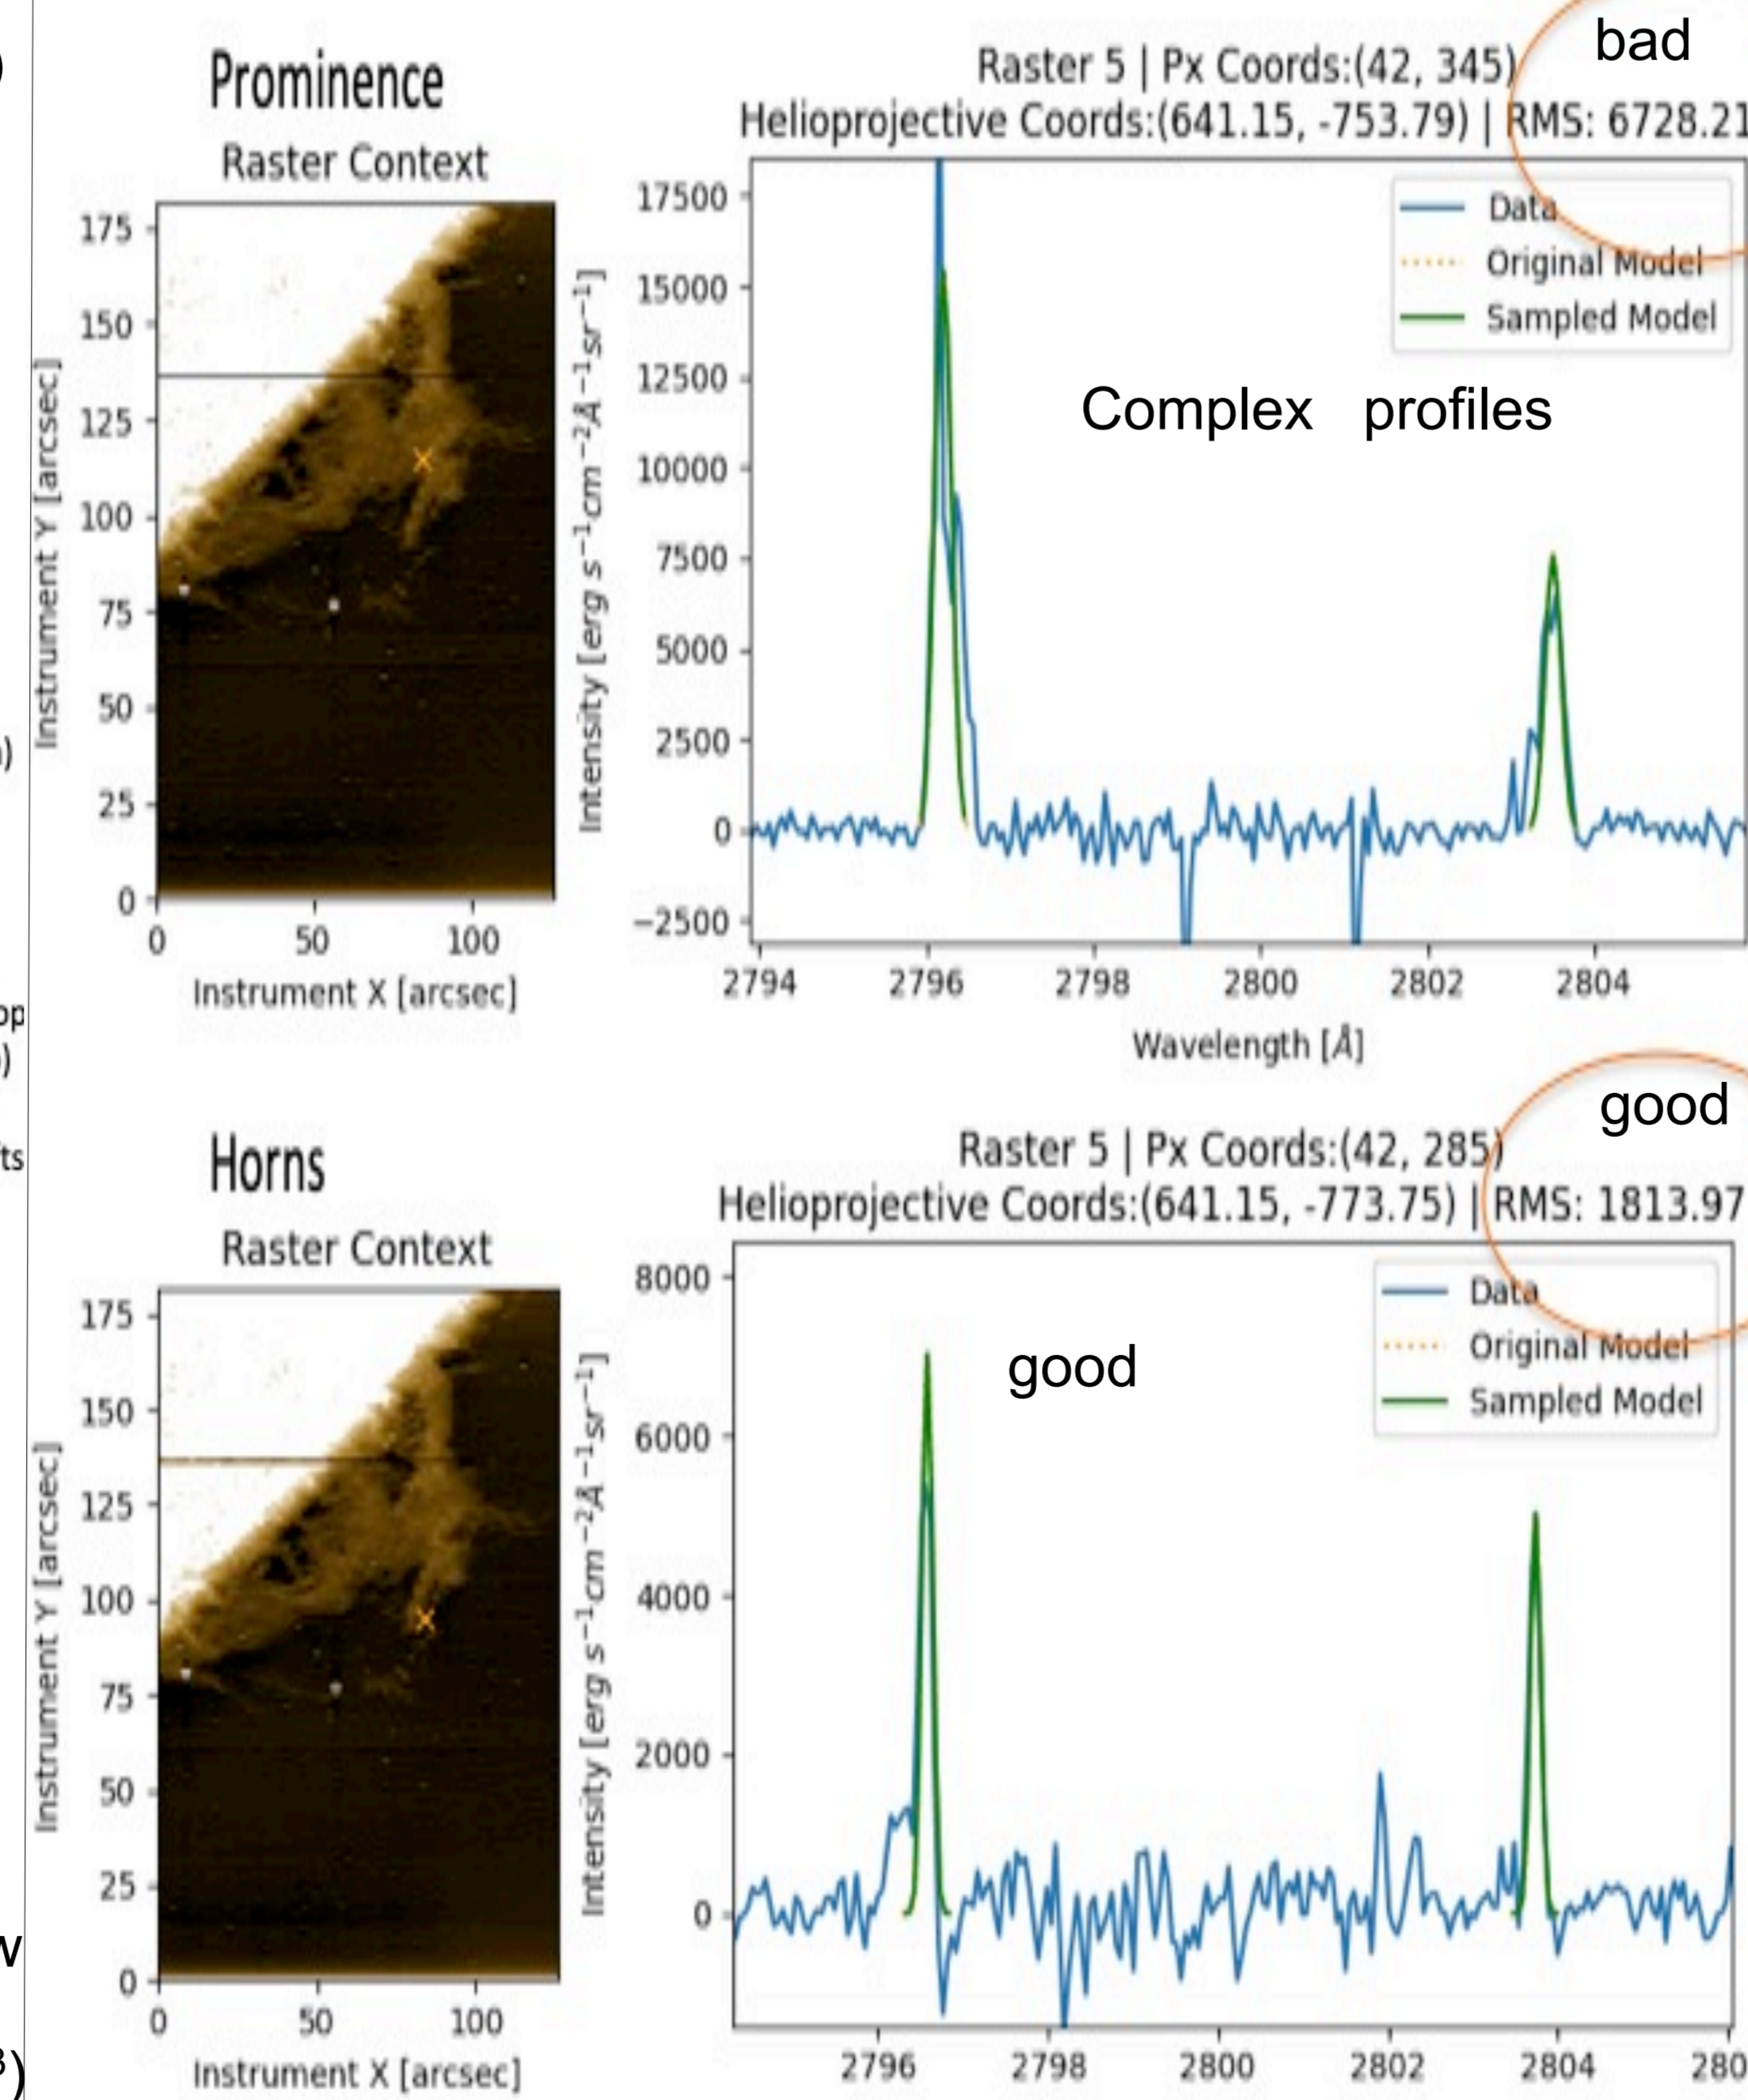 )
)
op
)
ts
w
)
Prominence
Raster Context
175
150
125
100
75
50
25
0
0 50 100
Instrument Y [arcsec]
Instrument X [arcsec]
bad
Raster 5 | Px Coords:(42, 345)
Helioprojective Coords:(641.15, -753.79) | RMS: 6728.21
Data
Original Model
Sampled Model
Complex profiles
17500
15000
12500
10000
7500
5000
2500
0
−2500
Intensity [erg s⁻¹cm⁻²Å⁻¹sr⁻¹]
2794 2796 2798 2800 2802 2804
Wavelength [Å]
Horns
Raster Context
175
150
125
100
75
50
25
0
0 50 100
Instrument Y [arcsec]
Instrument X [arcsec]
good
Raster 5 | Px Coords:(42, 285)
Helioprojective Coords:(641.15, -773.75) | RMS: 1813.97
Data
Original Model
Sampled Model
good
8000
6000
4000
2000
0
Intensity [erg s⁻¹cm⁻²Å⁻¹sr⁻¹]
2796 2798 2800 2802 2804 280